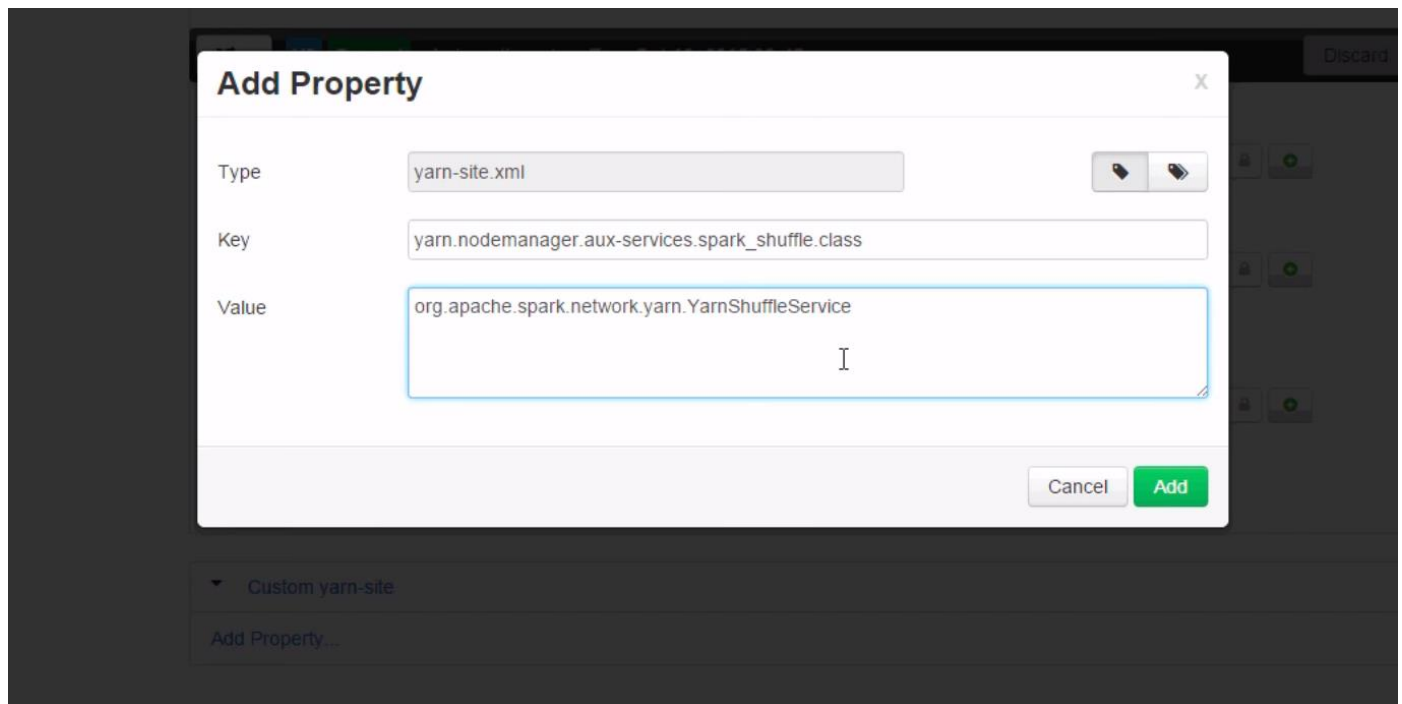 Discard
Add Property
X
Type
yarn-site.xml
Key
yarn.nodemanager.aux-services.spark_shuffle.class
Value
org.apache.spark.network.yarn.YarnShuffleService
Cancel
Add
Custom yarn-site
Add Property...